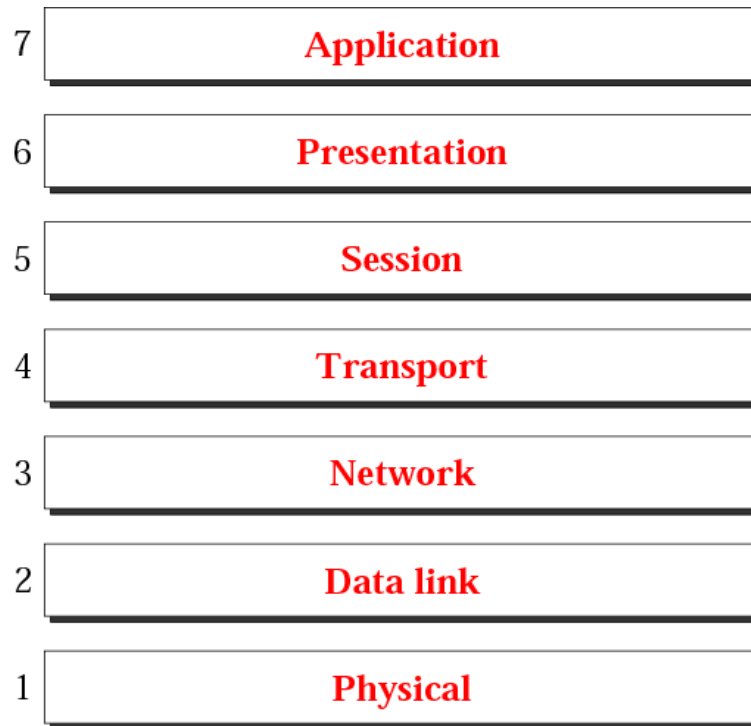 7 Application
6 Presentation
5 Session
4 Transport
3 Network
2 Data link
1 Physical